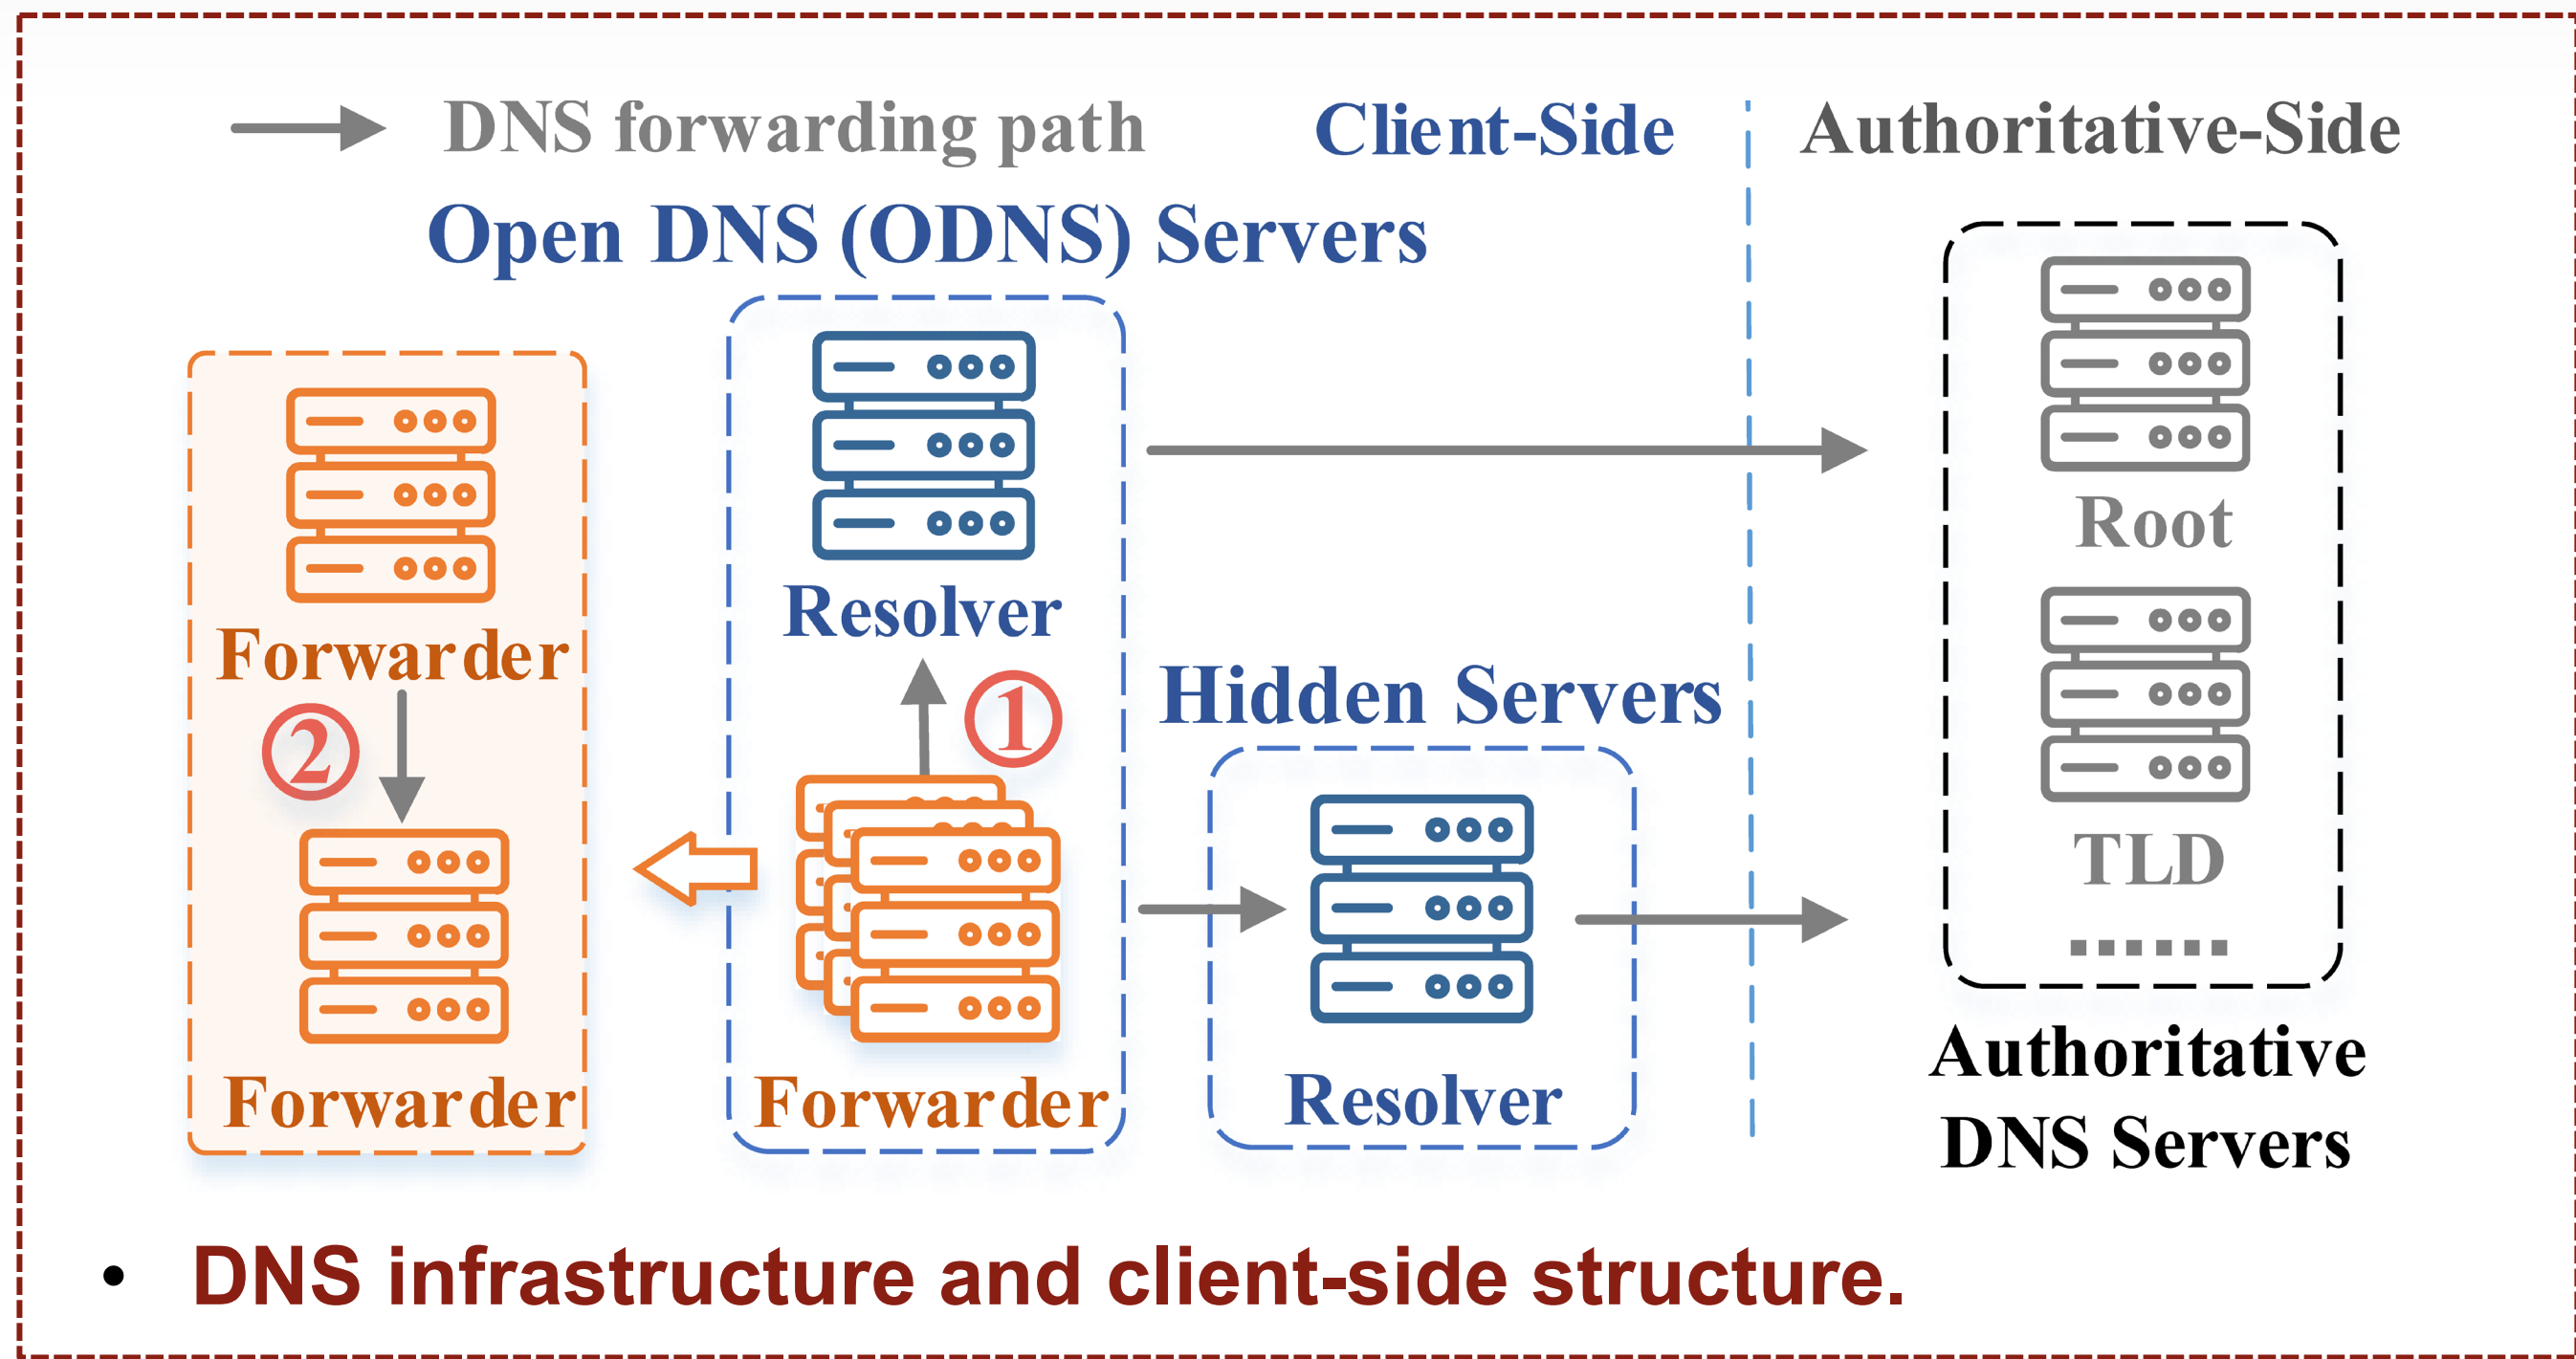 DNS forwarding path
Client-Side
Authoritative-Side
Open DNS (ODNS) Servers
Forwarder
②
Forwarder
Resolver
①
Forwarder
Hidden Servers
Resolver
Root
TLD
......
Authoritative
DNS Servers
• DNS infrastructure and client-side structure.